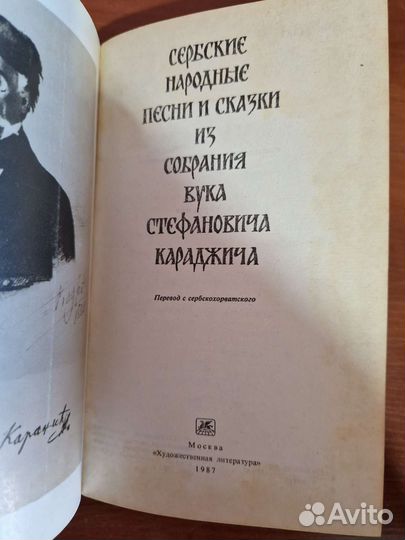 СЕРБСКИЕ
НАРОДНЫЕ
ПЕСНИ И СКАЗКИ
ИЗ
СОБРАНИЯ
ВУКА
СТЕФАНОВИЧА
КАРАДЖИЧА
Перевод с сербскохорватского
Москва
«Художественная литература»
1987
Avito